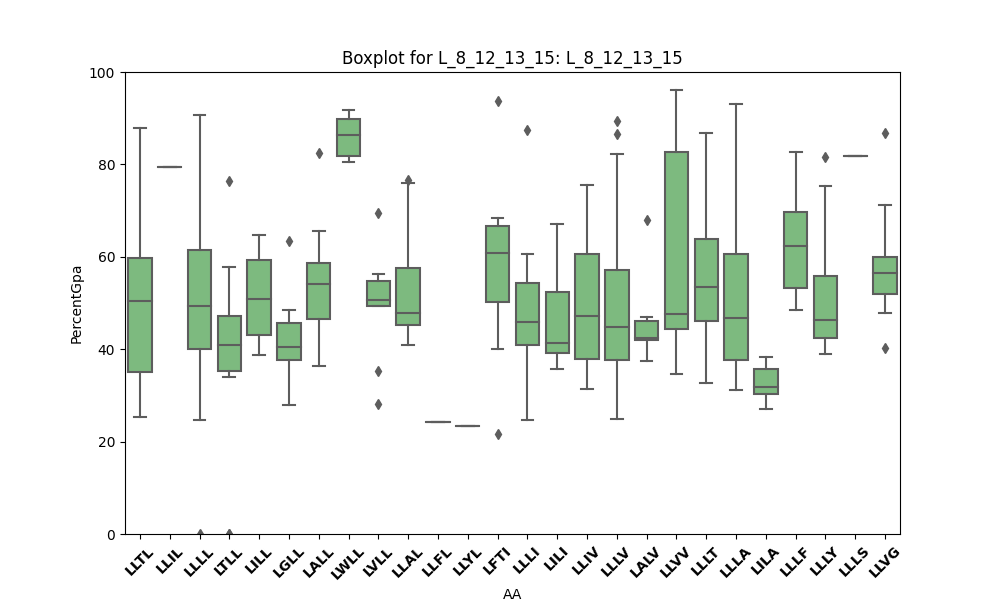 Boxplot for L_8_12_13_15: L_8_12_13_15
PercentGpa
100
80
60
40
20
0
LLTL
LLIL
LLLL
LTLL
LILL
LGLL
LALL
LWLL
LVLL
LLAL
LLFL
LLYL
LFTI
LLLI
LILI
LLIV
LLLV
LALV
LLVV
LLLT
LLLA
LILA
LLLF
LLLY
LLLS
LLVG
AA